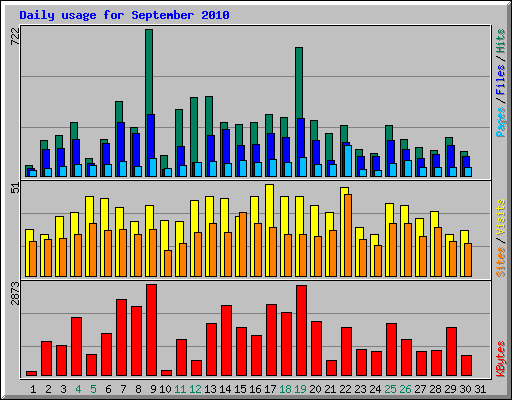 Daily usage for September 2010
722
Pages / Files / Hits
51
Sites / Visits
2873
KBytes
1 2 3 4 5 6 7 8 9 10 11 12 13 14 15 16 17 18 19 20 21 22 23 24 25 26 27 28 29 30 31